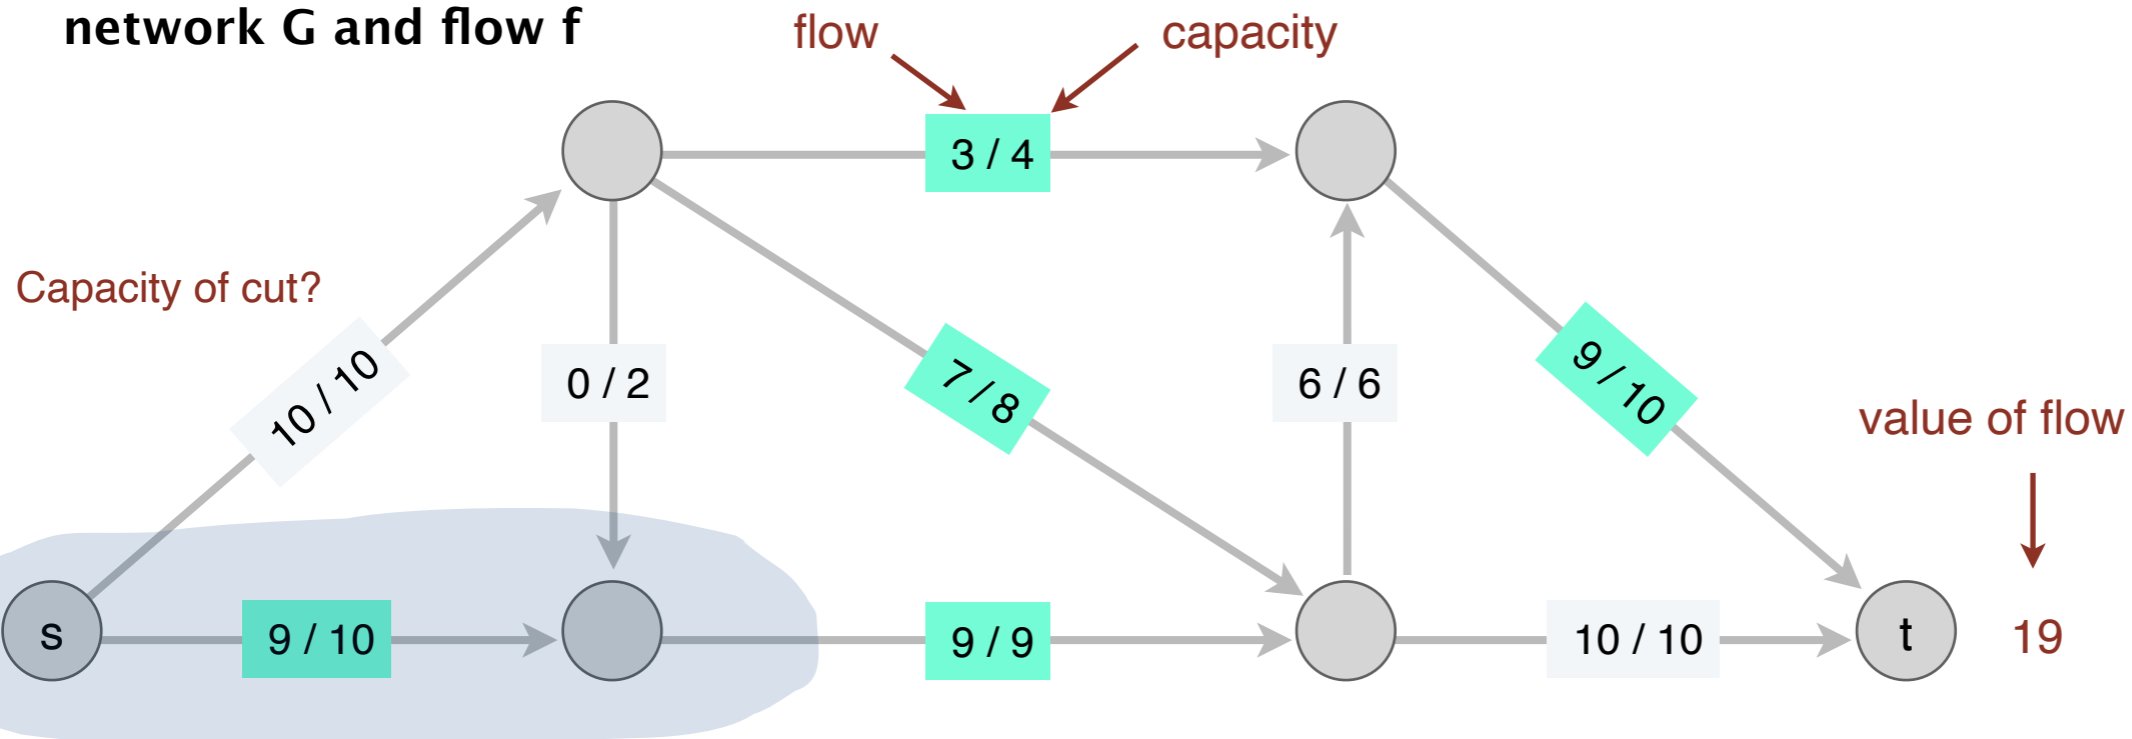 network G and flow f
flow
capacity
3 / 4
Capacity of cut?
10 / 10
0 / 2
7 / 8
6 / 6
9 / 10
value of flow
s
9 / 10
9 / 9
10 / 10
t
19